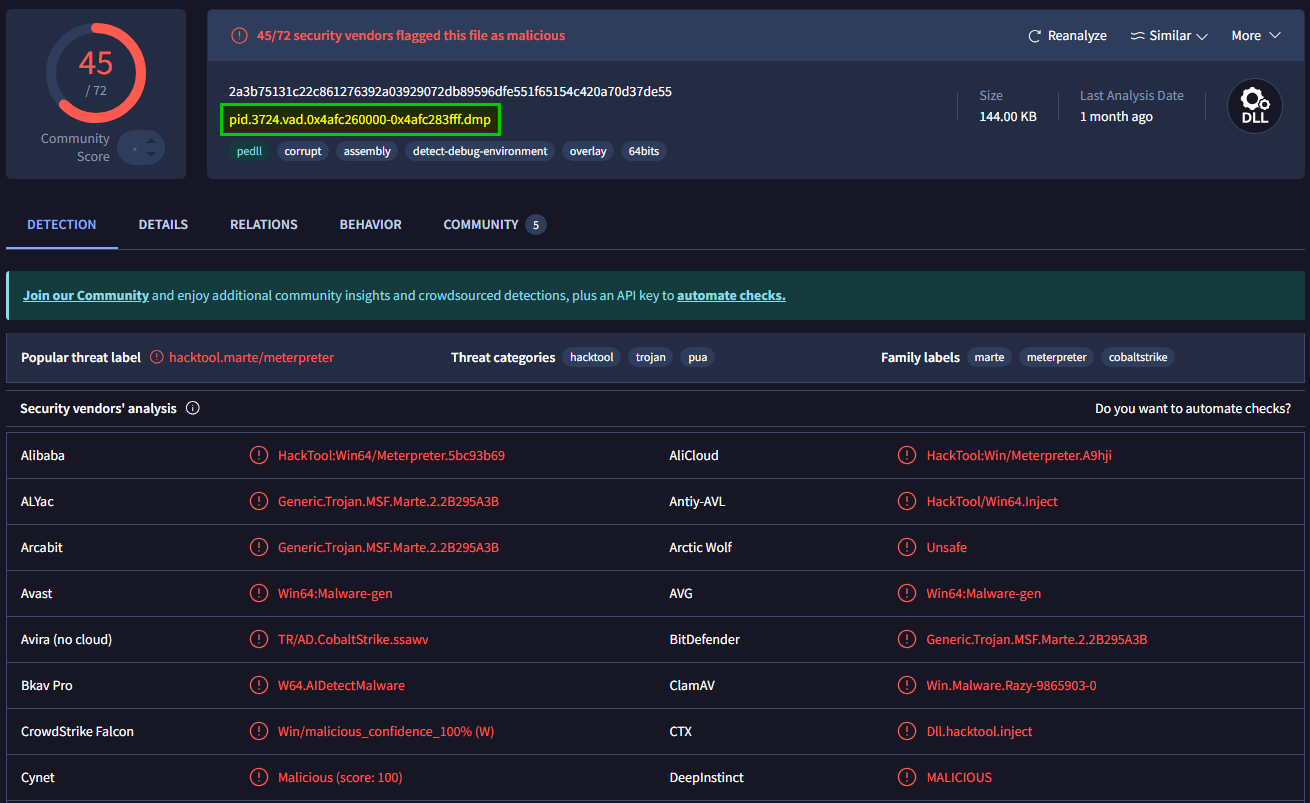 45
/ 72
Community
Score
45/72 security vendors flagged this file as malicious
Reanalyze
Similar
More
2a3b75131c22c861276392a03929072db89596dfe551f65154c420a70d37de55
pid.3724.vad.0x4afc260000-0x4afc283fff.dmp
Size
144.00 KB
Last Analysis Date
1 month ago
DLL
pedll corrupt assembly detect-debug-environment overlay 64bits
DETECTION DETAILS RELATIONS BEHAVIOR COMMUNITY 5
Join our Community and enjoy additional community insights and crowdsourced detections, plus an API key to automate checks.
Popular threat label hacktool.marte/meterpreter Threat categories hacktool trojan pua Family labels marte meterpreter cobaltstrike
Security vendors' analysis Do you want to automate checks?
Alibaba HackTool:Win64/Meterpreter.5bc93b69 AliCloud HackTool:Win/Meterpreter.A9hji
ALYac Generic.Trojan.MSF.Marte.2.2B295A3B Antiy-AVL HackTool/Win64.Inject
Arcabit Generic.Trojan.MSF.Marte.2.2B295A3B Arctic Wolf Unsafe
Avast Win64:Malware-gen AVG Win64:Malware-gen
Avira (no cloud) TR/AD.CobaltStrike.ssawv BitDefender Generic.Trojan.MSF.Marte.2.2B295A3B
Bkav Pro W64.AIDetectMalware ClamAV Win.Malware.Razy-9865903-0
CrowdStrike Falcon Win/malicious_confidence_100% (W) CTX Dll.hacktool.inject
Cynet Malicious (score: 100) DeepInstinct MALICIOUS